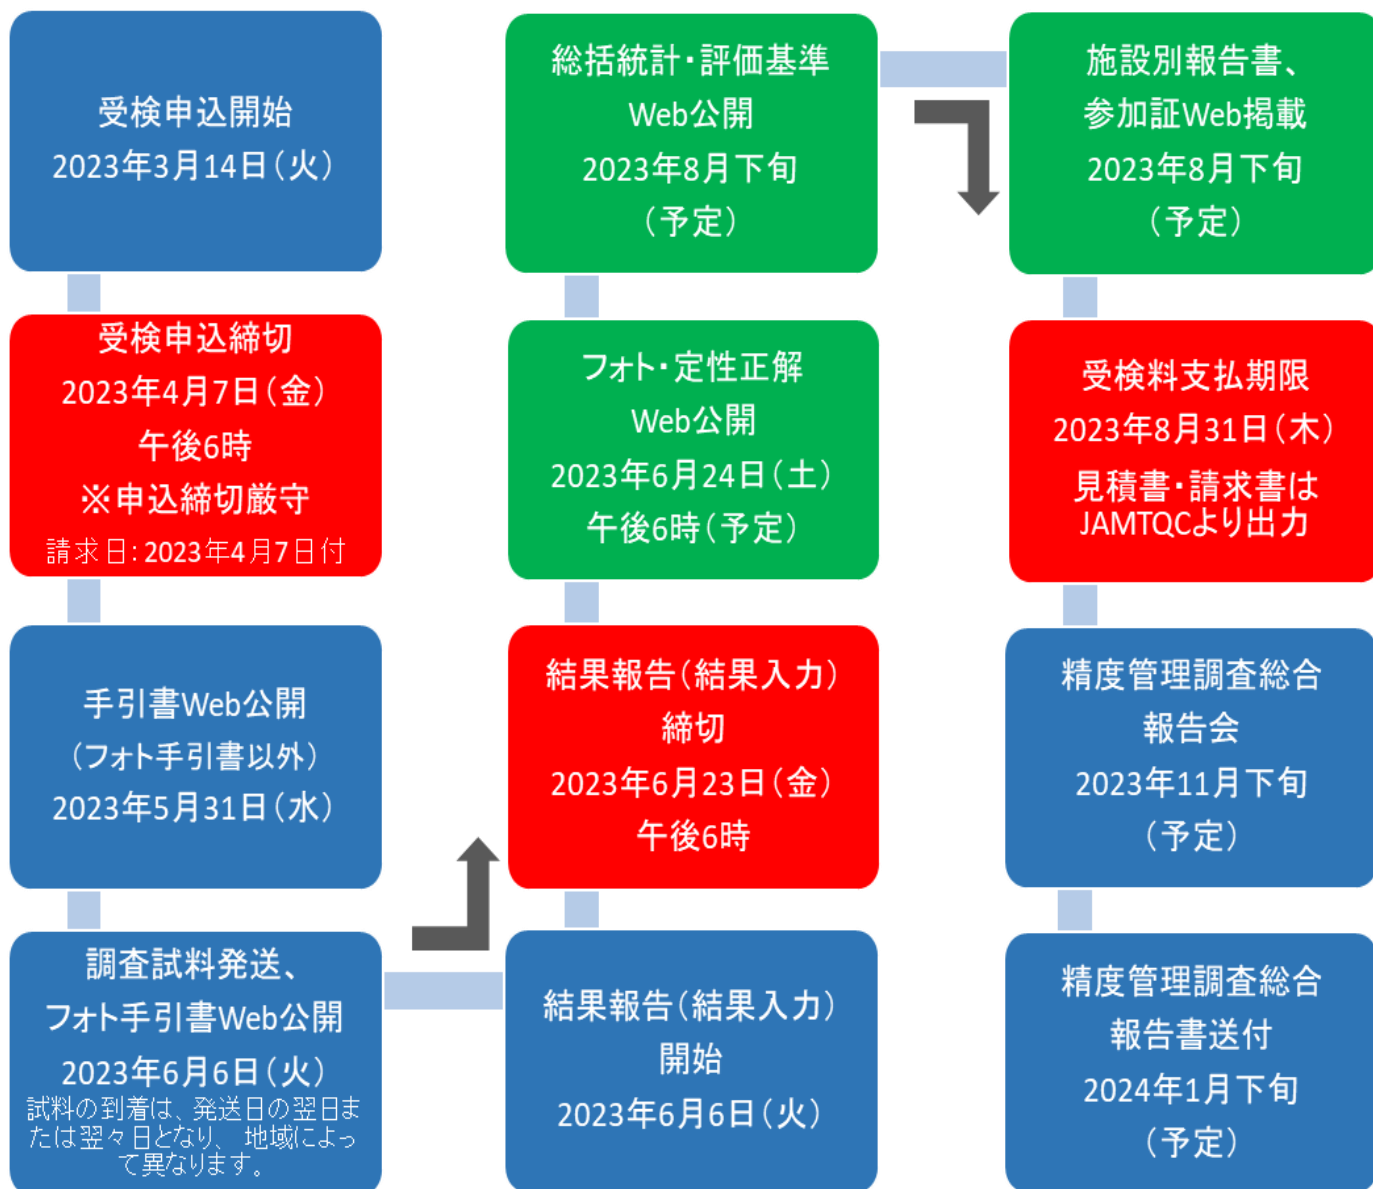 受検申込開始
2023年3月14日(火)
受検申込締切
2023年4月7日(金)
午後6時
※申込締切厳守
請求日:2023年4月7日付
手引書Web公開
(フォト手引書以外)
2023年5月31日(水)
調査試料発送、
フォト手引書Web公開
2023年6月6日(火)
試料の到着は、発送日の翌日ま
たは翌々日となり、 地域によっ
て異なります。
結果報告(結果入力)
開始
2023年6月6日(火)
結果報告(結果入力)
締切
2023年6月23日(金)
午後6時
フォト・定性正解
Web公開
2023年6月24日(土)
午後6時(予定)
総括統計・評価基準
Web公開
2023年8月下旬
(予定)
施設別報告書、
参加証Web掲載
2023年8月下旬
(予定)
受検料支払期限
2023年8月31日(木)
見積書・請求書は
JAMTQCより出力
精度管理調査総合
報告会
2023年11月下旬
(予定)
精度管理調査総合
報告書送付
2024年1月下旬
(予定)